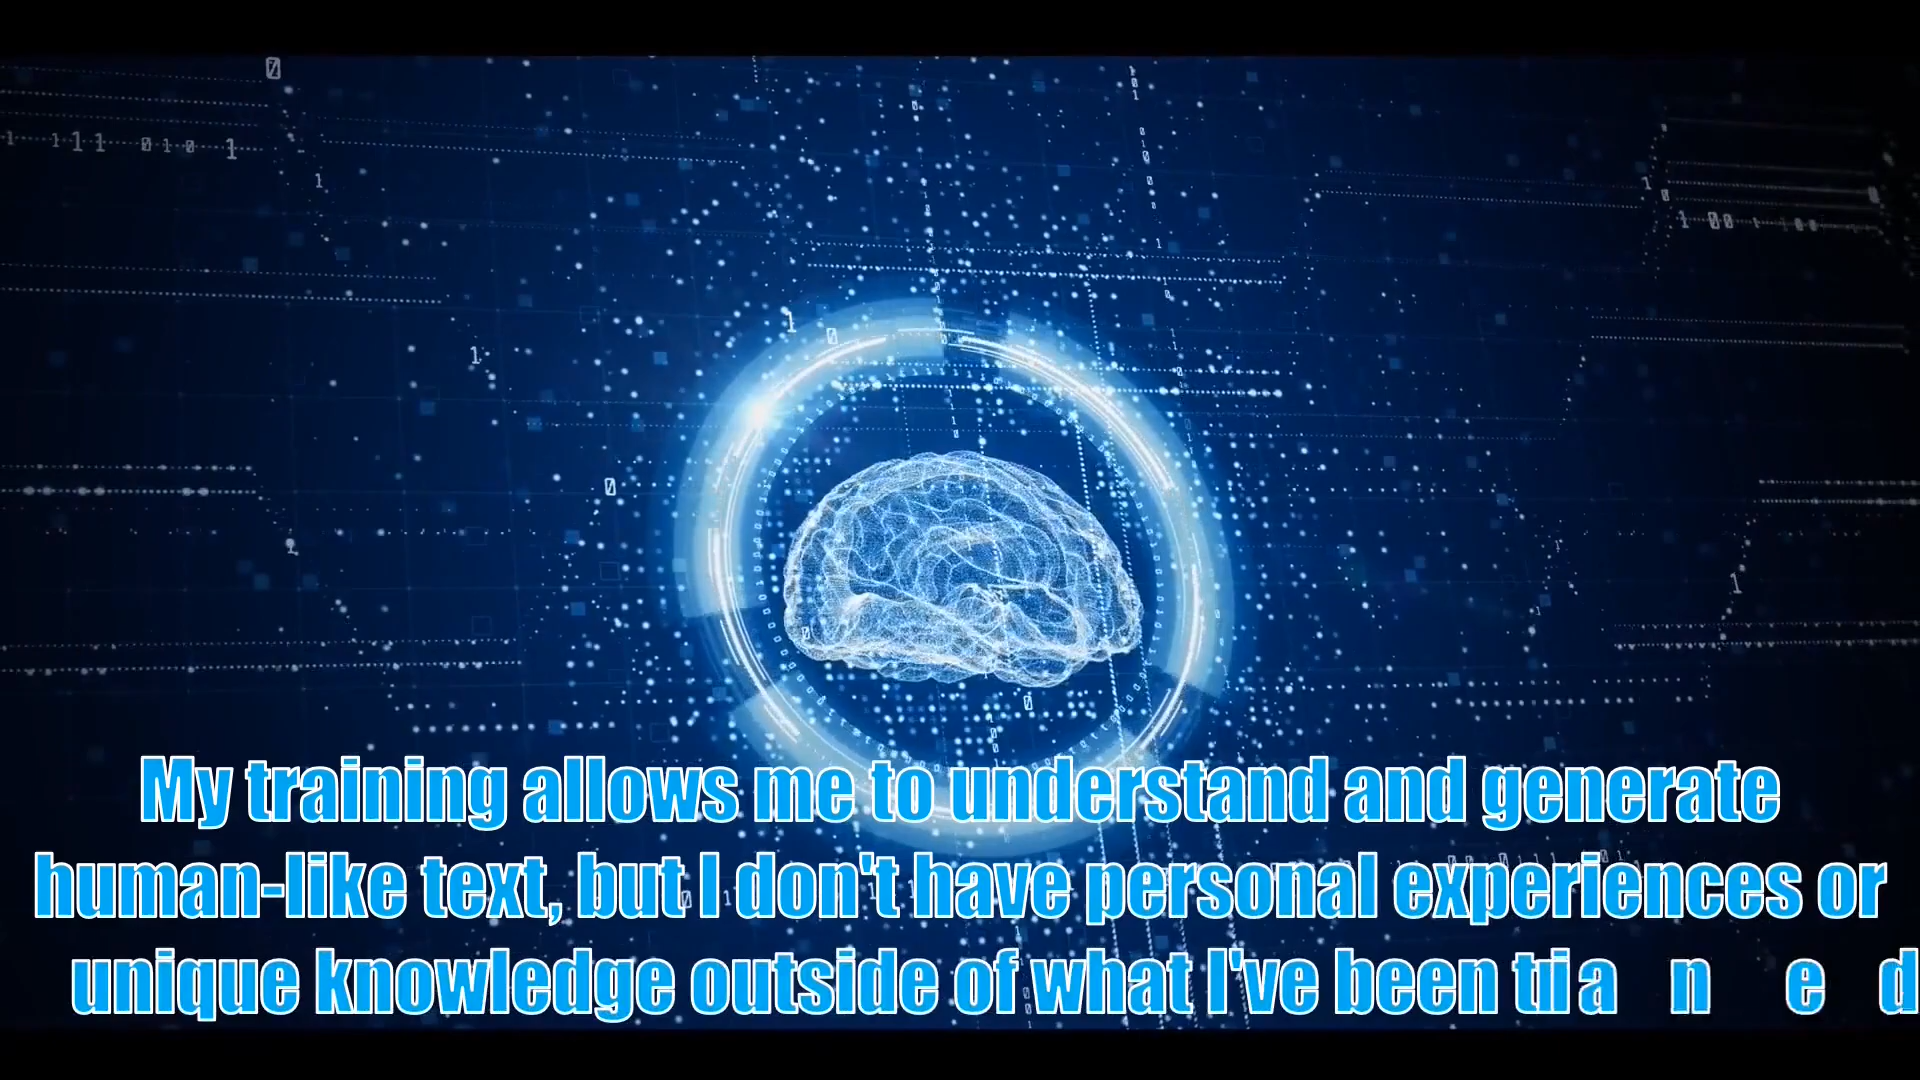 My training allows me to understand and generate
human-like text, but I don't have personal experiences or
unique knowledge outside of what I've been trained